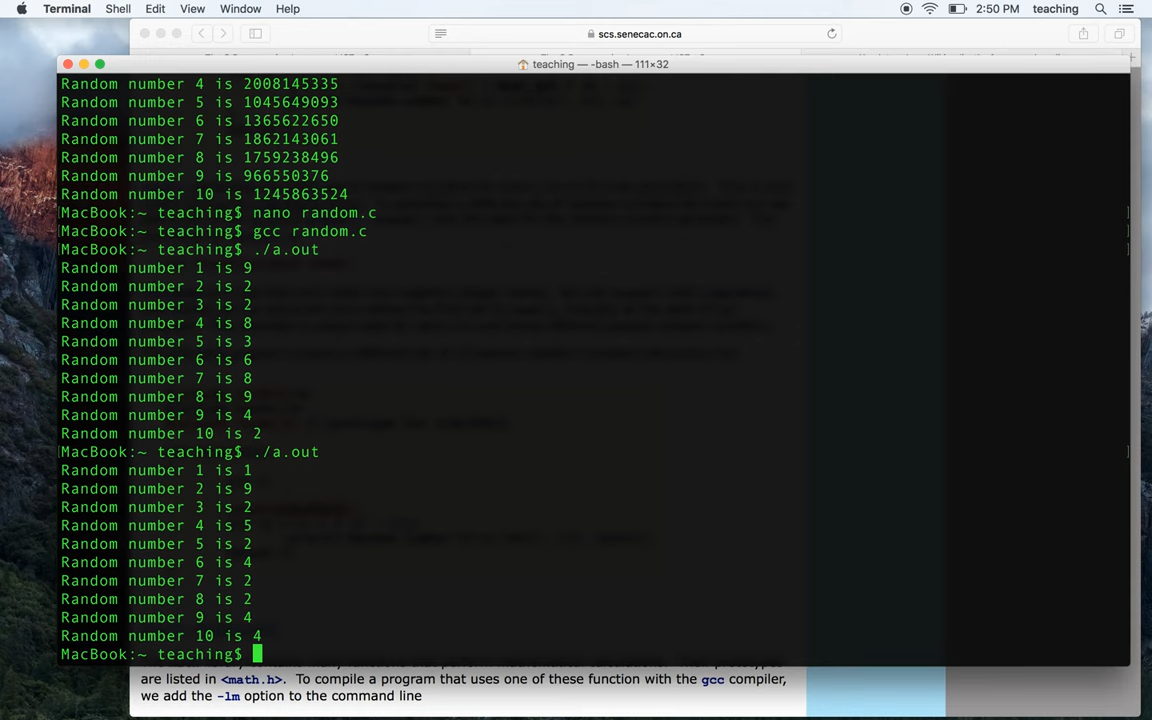 Terminal Shell Edit View Window Help 2:50 PM teaching
scs.senecac.on.ca
teaching — -bash — 111×32
Random number 4 is 2008145335
Random number 5 is 1045649093
Random number 6 is 1365622650
Random number 7 is 1862143061
Random number 8 is 1759238496
Random number 9 is 966550376
Random number 10 is 1245863524
[MacBook:~ teaching$ nano random.c ]
[MacBook:~ teaching$ gcc random.c ]
[MacBook:~ teaching$ ./a.out ]
Random number 1 is 9
Random number 2 is 2
Random number 3 is 2
Random number 4 is 8
Random number 5 is 3
Random number 6 is 6
Random number 7 is 8
Random number 8 is 9
Random number 9 is 4
Random number 10 is 2
[MacBook:~ teaching$ ./a.out ]
Random number 1 is 1
Random number 2 is 9
Random number 3 is 2
Random number 4 is 5
Random number 5 is 2
Random number 6 is 4
Random number 7 is 2
Random number 8 is 2
Random number 9 is 4
Random number 10 is 4
MacBook:~ teaching$
are listed in <math.h>. To compile a program that uses one of these function with the gcc compiler,
we add the -lm option to the command line